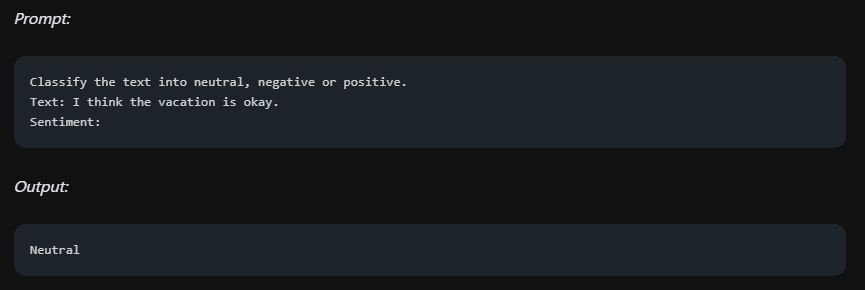 Prompt:
Classify the text into neutral, negative or positive.
Text: I think the vacation is okay.
Sentiment:
Output:
Neutral